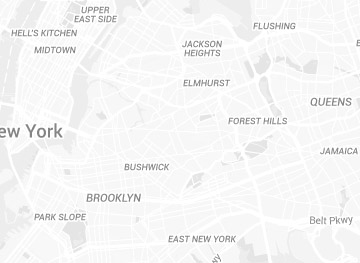 UPPER
EAST SIDE
FLUSHING
HELL'S KITCHEN
MIDTOWN
JACKSON
HEIGHTS
ELMHURST
QUEENS
FOREST HILLS
ew York
JAMAICA
BUSHWICK
BROOKLYN
PARK SLOPE
Belt Pkwy
EAST NEW YORK